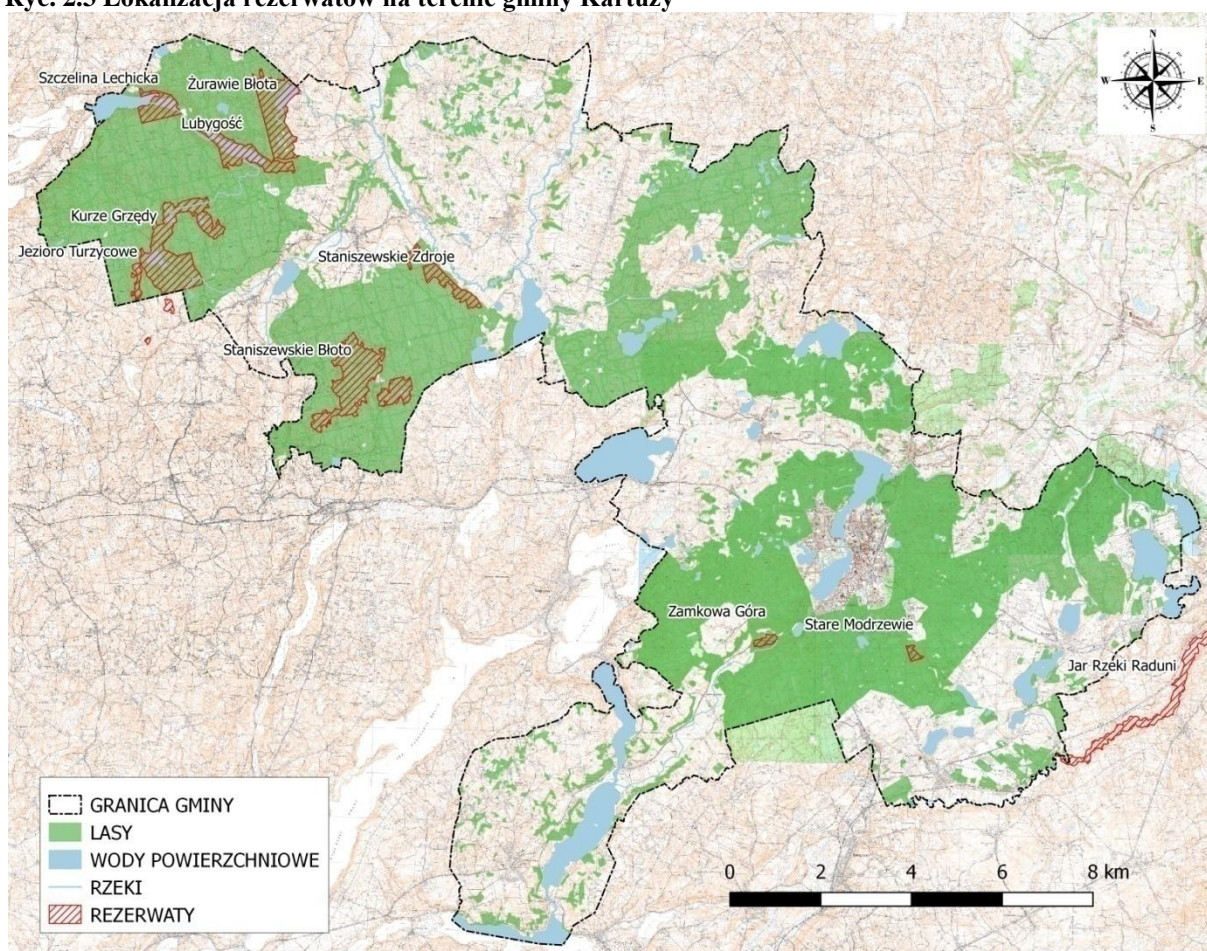 Ryc. 2.3 Lokalizacja rezerwatów na terenie gminy Kartuzy
N
W E
S
Szczelina Lechicka
Żurawie Błota
Lubygość
Kurze Grzędy
Jezioro Turzycowe
Staniszewskie Zdroje
Staniszewskie Błoto
Zamkowa Góra
Stare Modrzewie
Jar Rzeki Raduni
GRANICA GMINY
LASY
WODY POWIERZCHNIOWE
RZEKI
REZERWATY
0 2 4 6 8 km